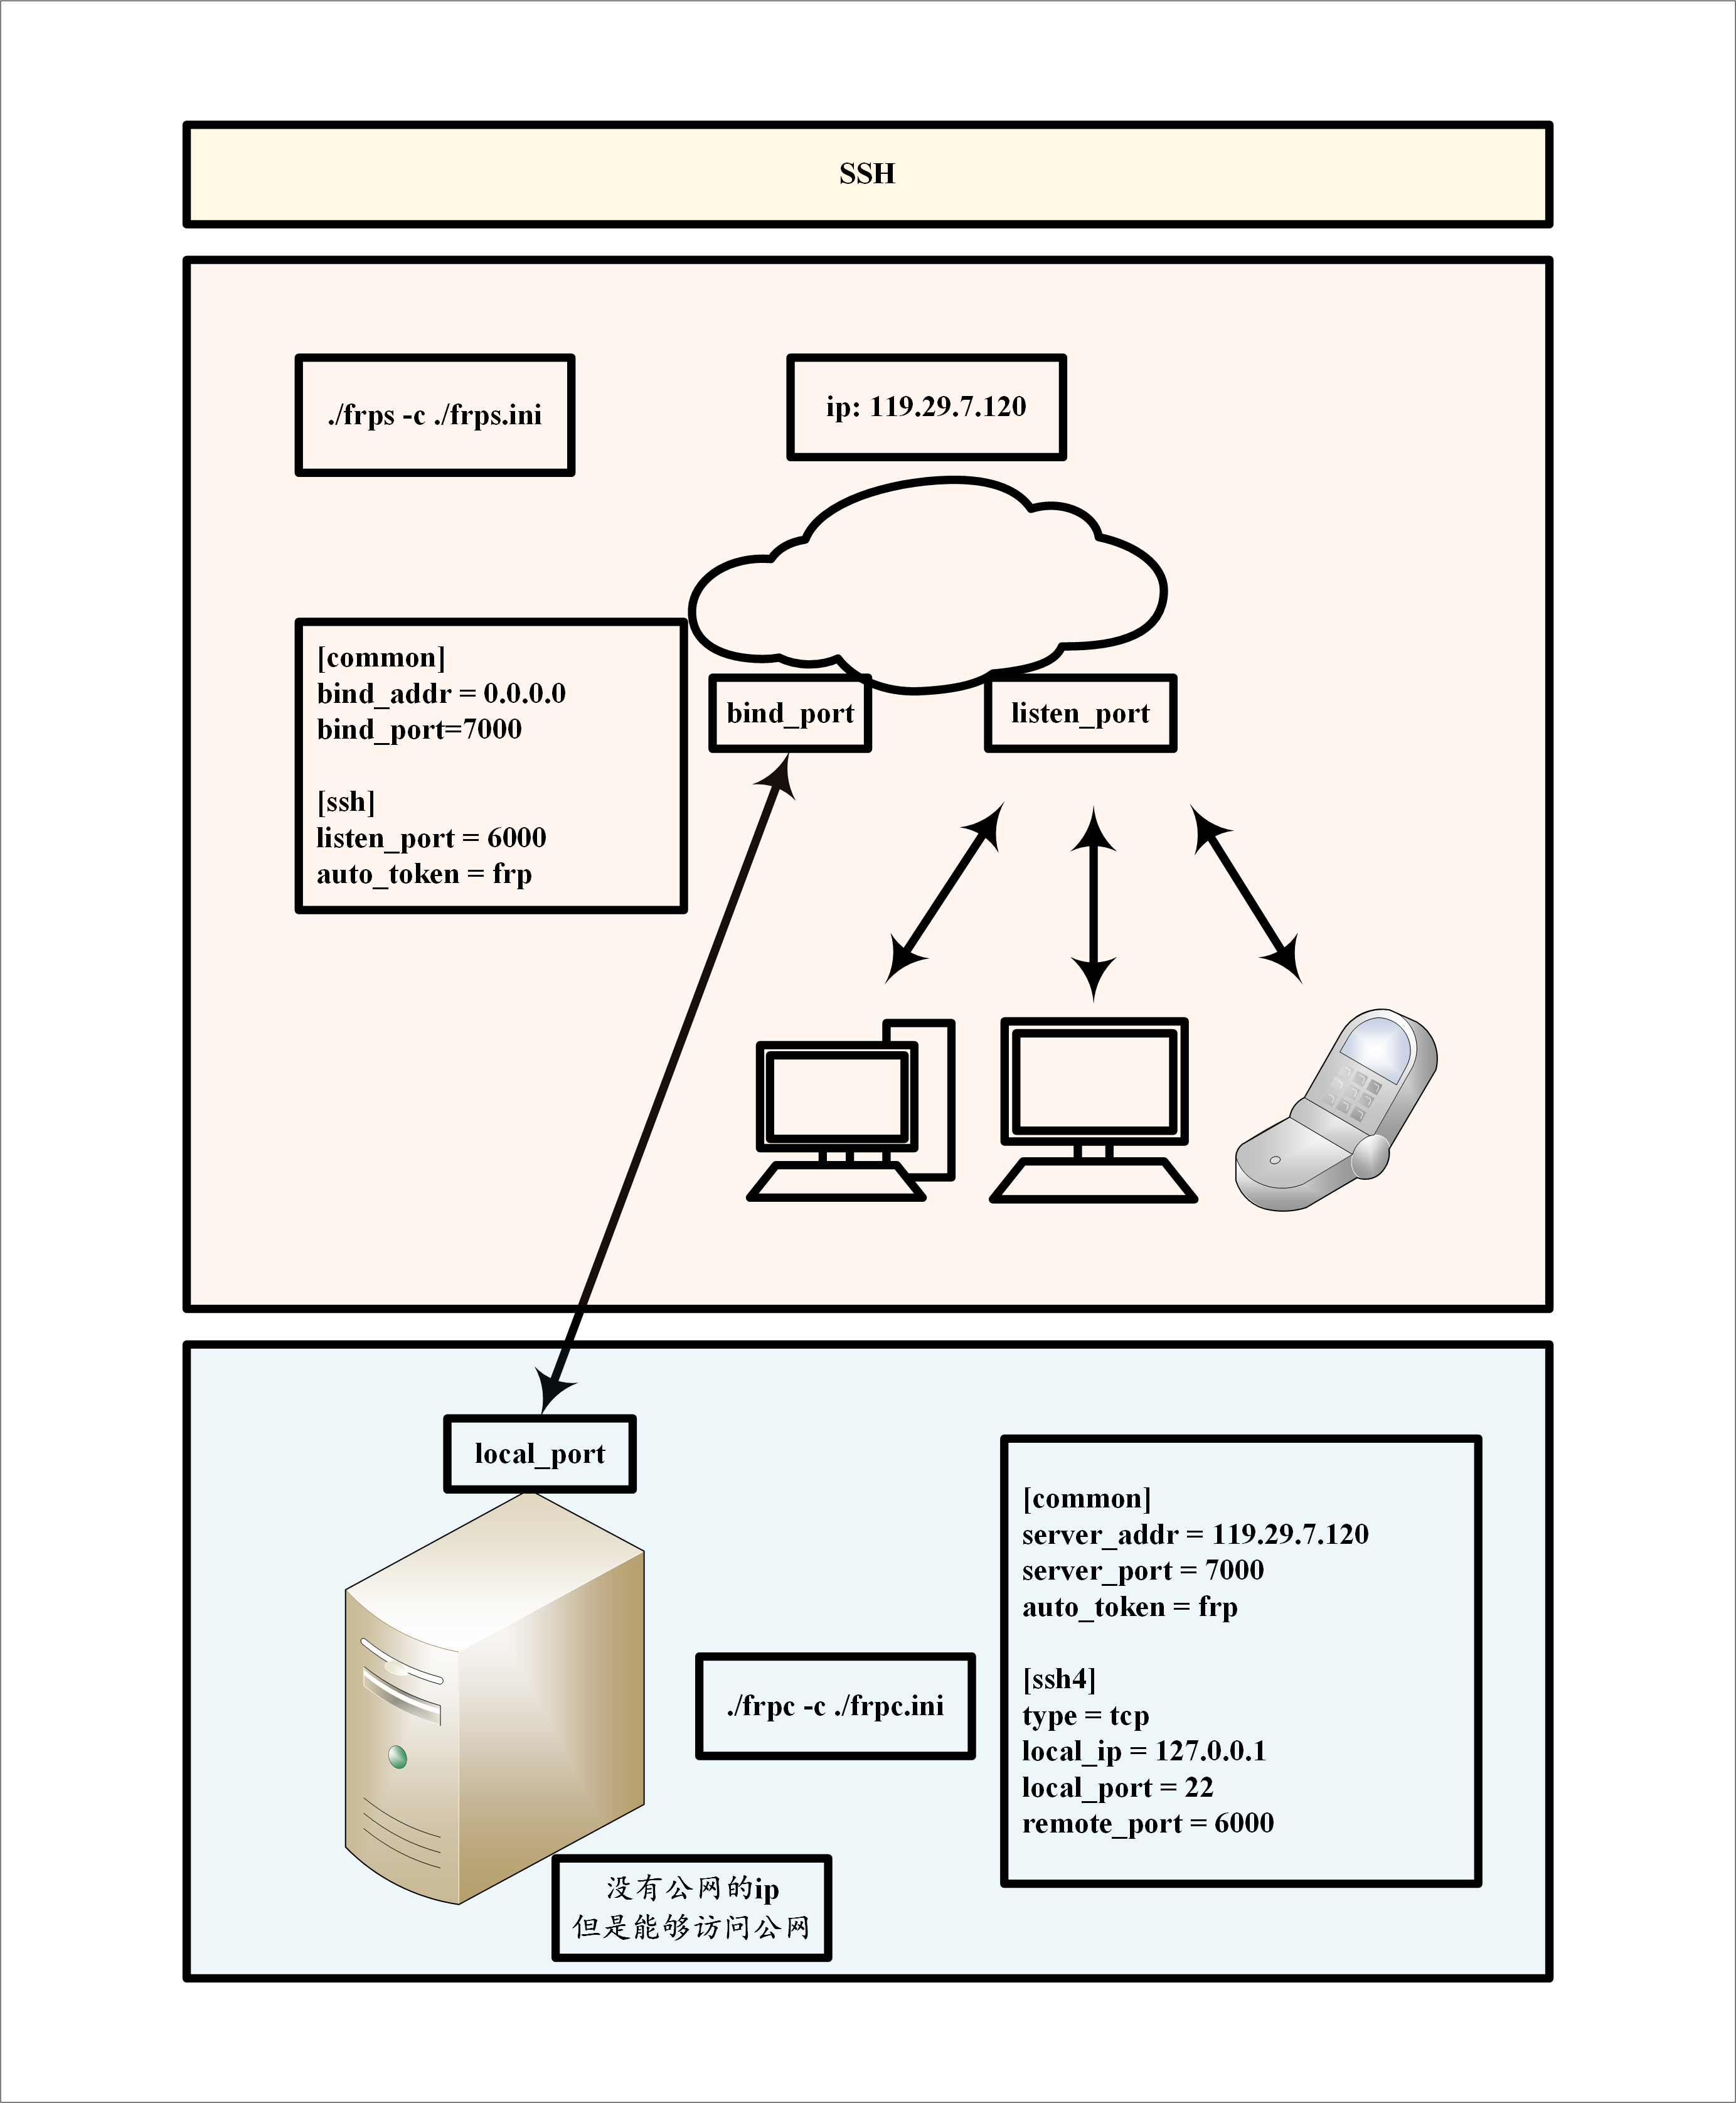 SSH
./frps -c ./frps.ini
ip: 119.29.7.120
[common]
bind_addr = 0.0.0.0
bind_port=7000
[ssh]
listen_port = 6000
auto_token = frp
bind_port
listen_port
local_port
[common]
server_addr = 119.29.7.120
server_port = 7000
auto_token = frp
[ssh4]
type = tcp
local_ip = 127.0.0.1
local_port = 22
remote_port = 6000
./frpc -c ./frpc.ini
没有公网的ip
但是能够访问公网